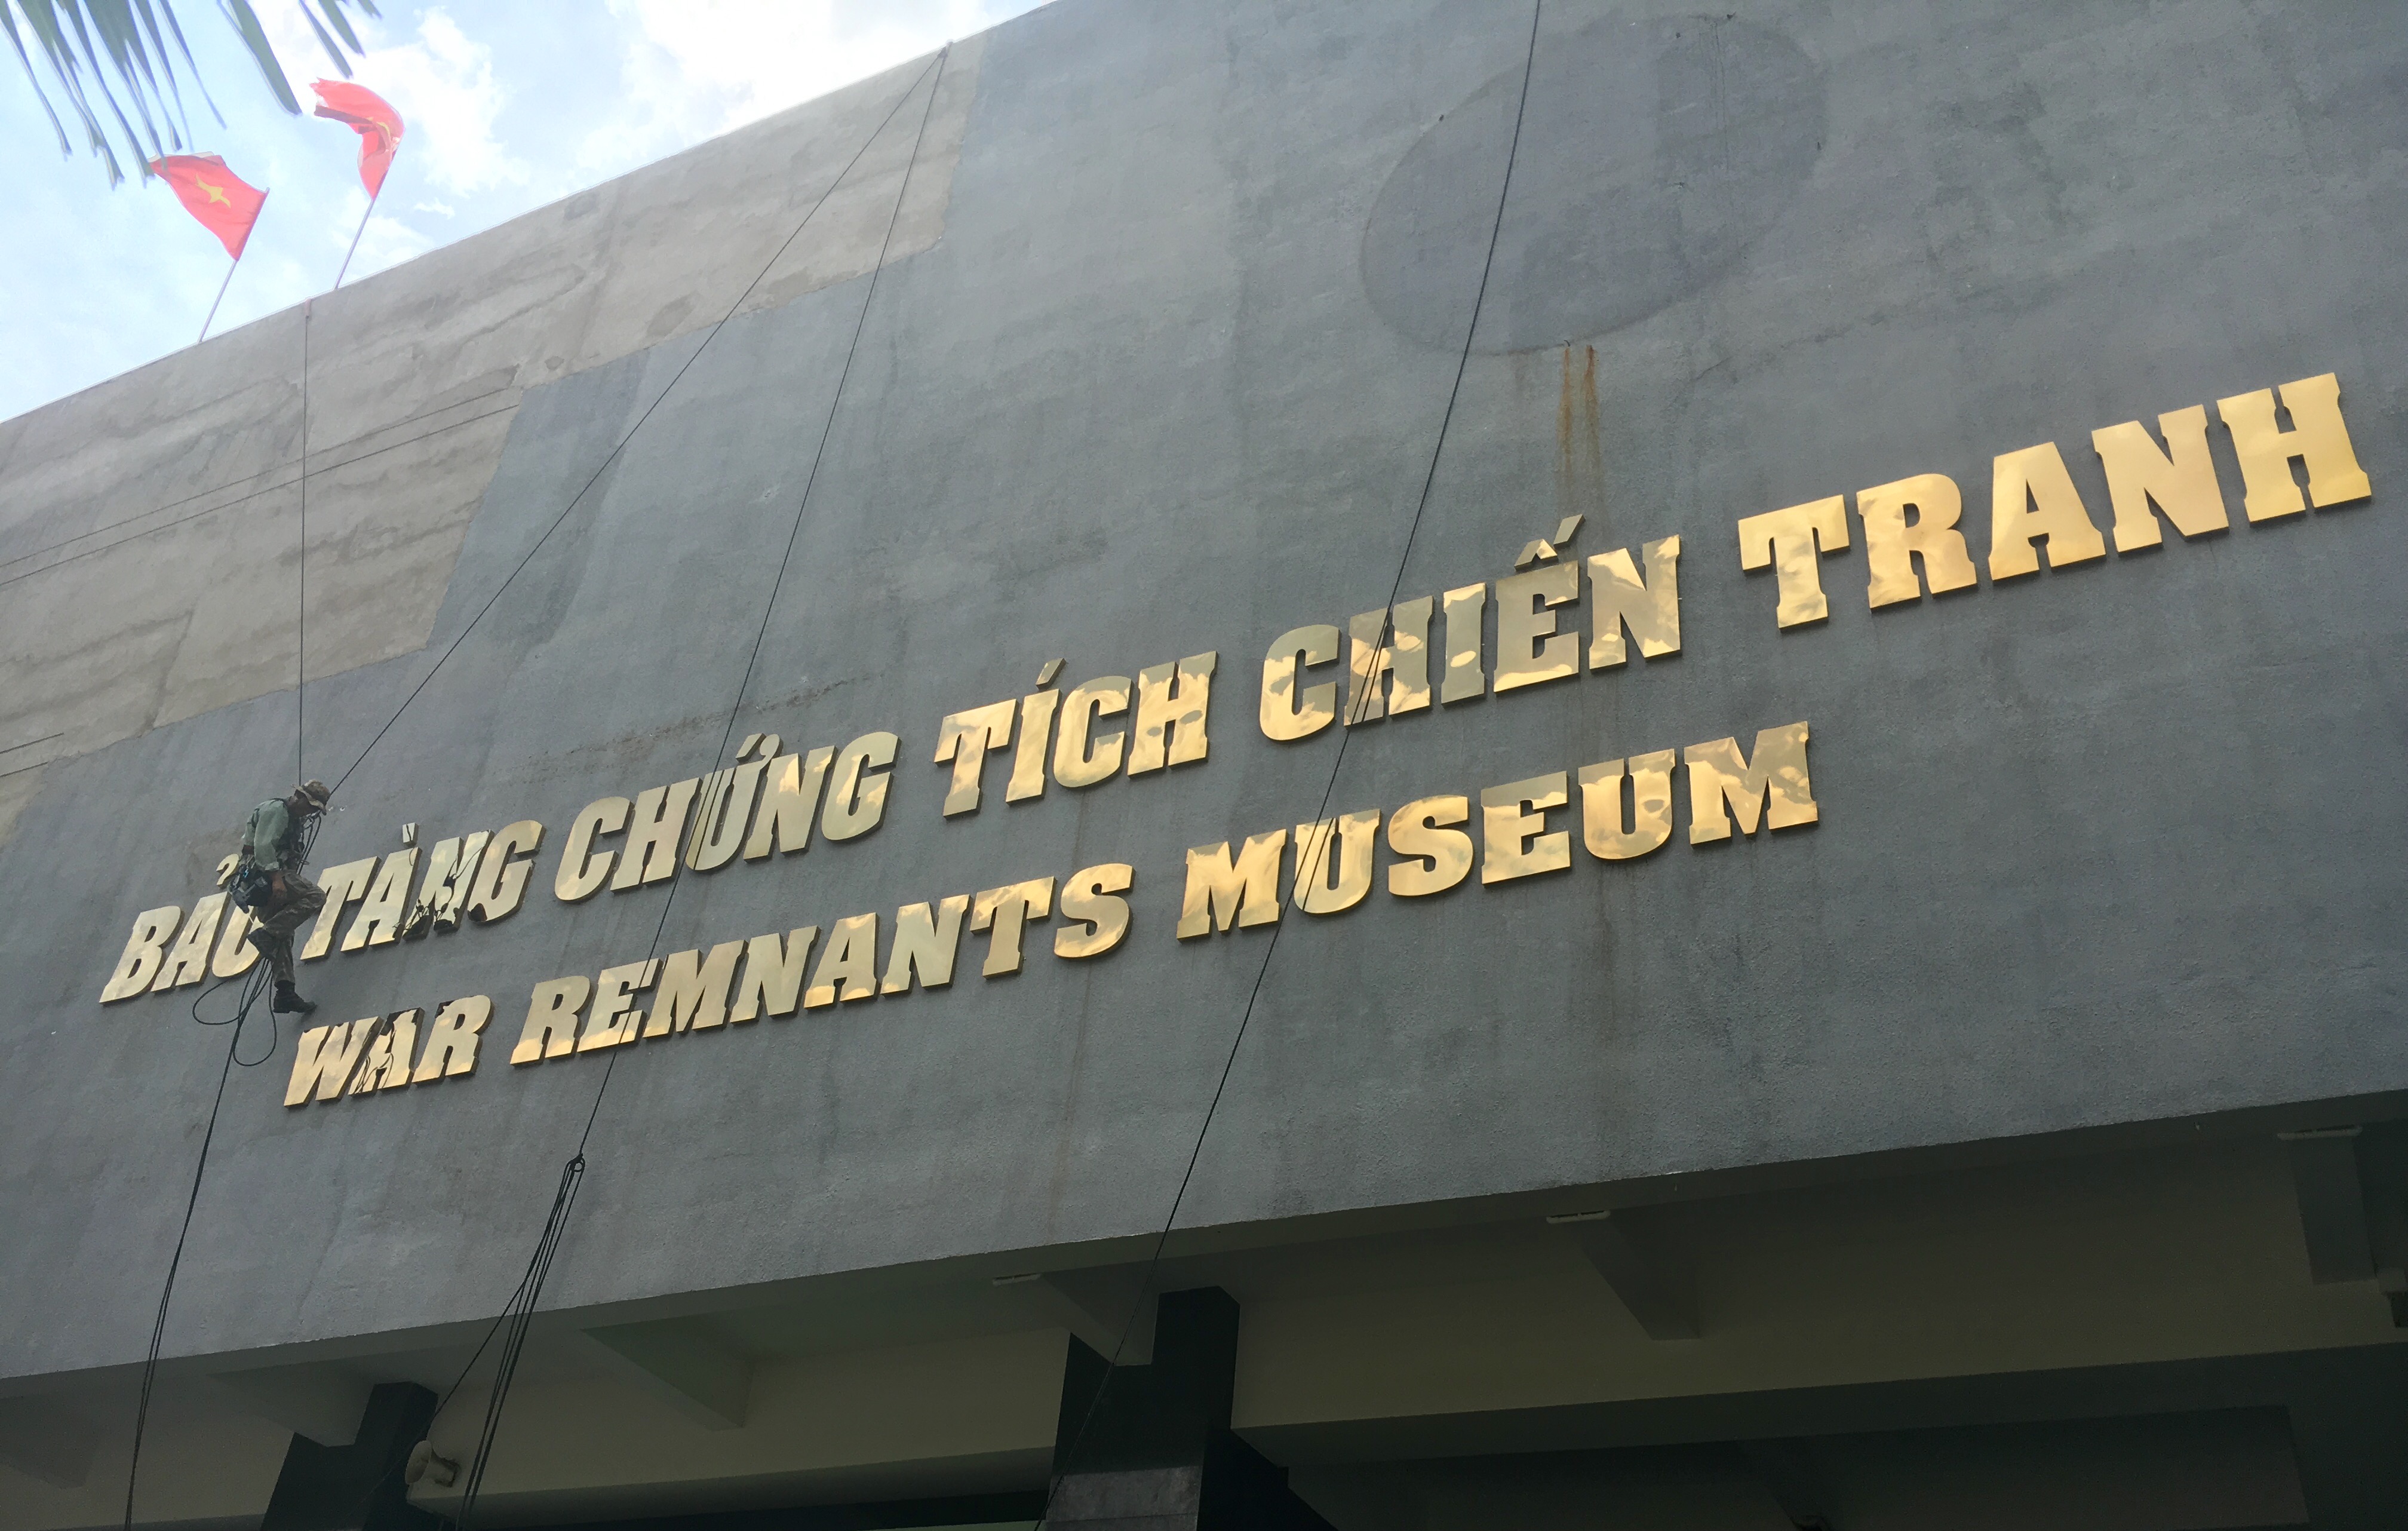 BẢO TÀNG CHỨNG TÍCH CHIẾN TRANH
WAR REMNANTS MUSEUM